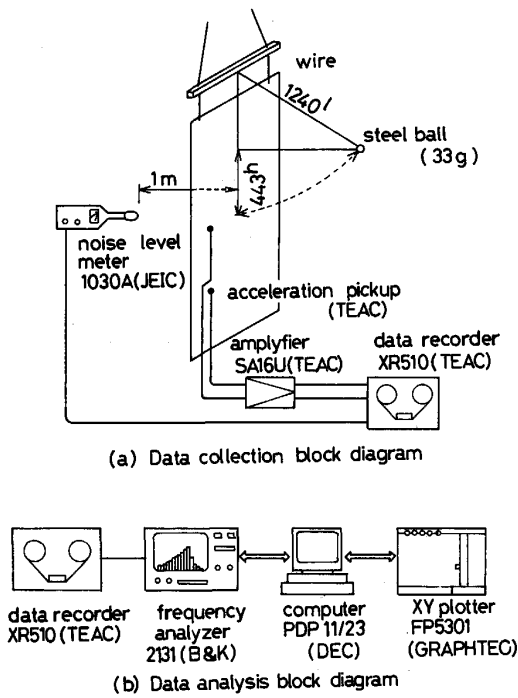 wire
1240 l
steel ball
(33g)
1m
443 h
noise level
meter
1030A(JEIC)
acceleration pickup
(TEAC)
amplyfier
SA16U(TEAC)
data recorder
XR510(TEAC)
(a) Data collection block diagram
data recorder
XR510(TEAC)
frequency
analyzer
2131(B&K)
computer
PDP 11/23
(DEC)
XY plotter
FP5301
(GRAPHTEC)
(b) Data analysis block diagram